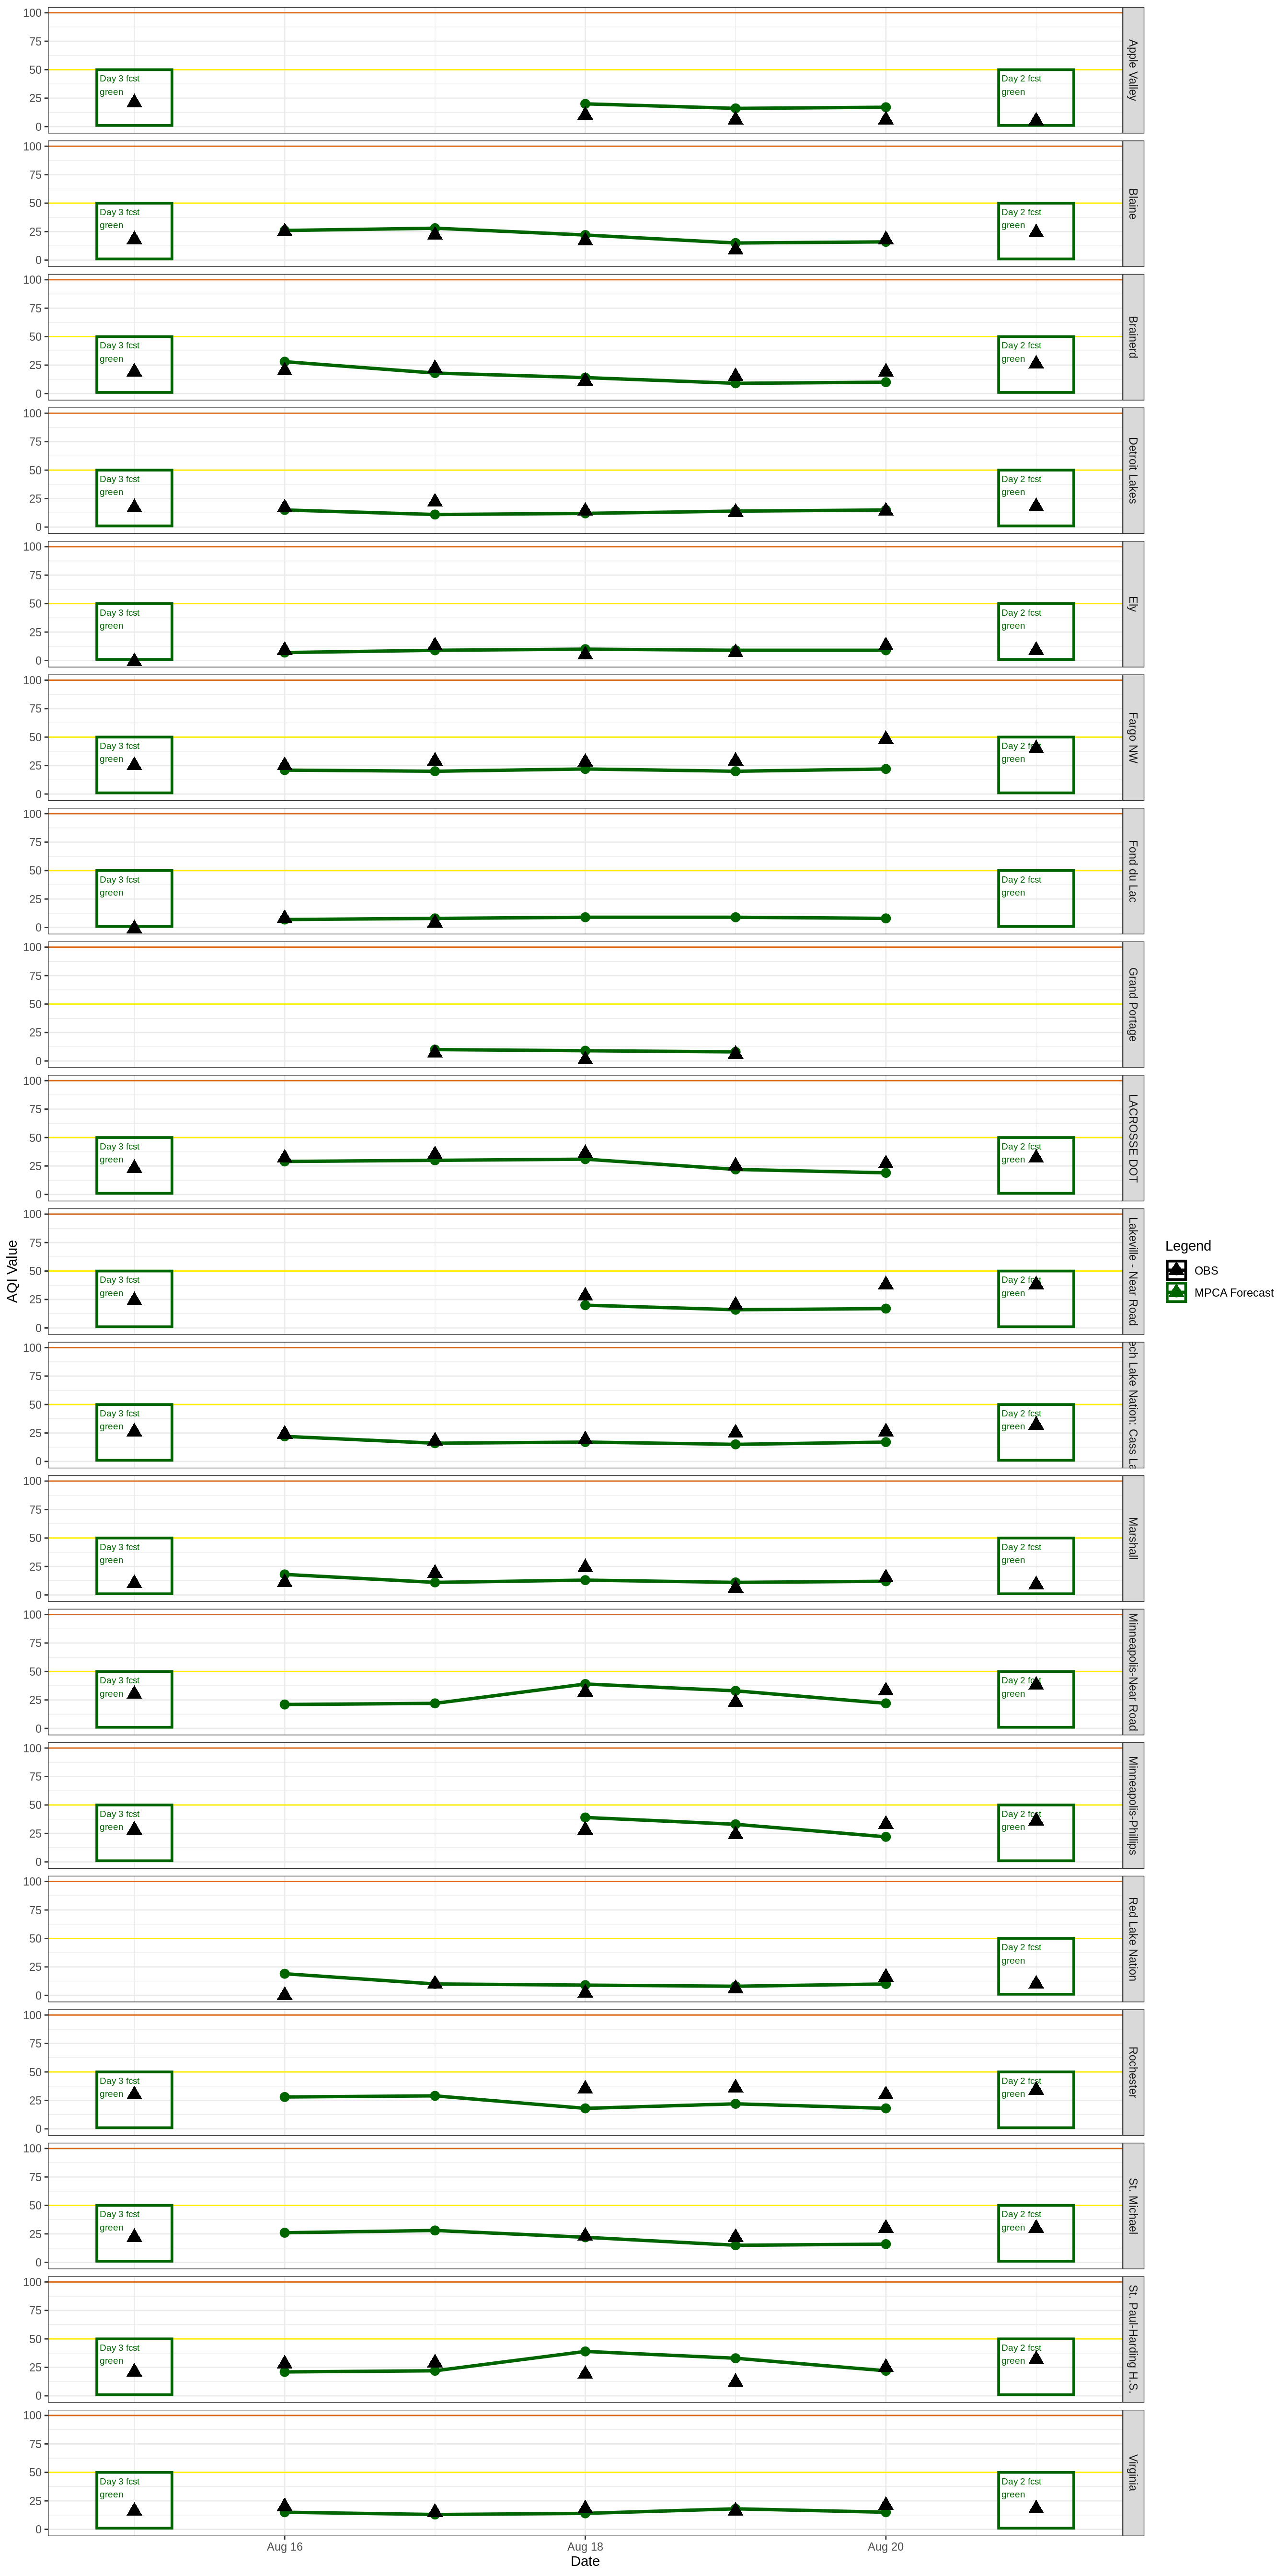 100
75
50
25
0
Day 3 fcst
green
Day 2 fcst
green
Apple Valley
100
75
50
25
0
Day 3 fcst
green
Day 2 fcst
green
Blaine
100
75
50
25
0
Day 3 fcst
green
Day 2 fcst
green
Brainerd
100
75
50
25
0
Day 3 fcst
green
Day 2 fcst
green
Detroit Lakes
100
75
50
25
0
Day 3 fcst
green
Day 2 fcst
green
Ely
100
75
50
25
0
Day 3 fcst
green
Day 2 fcst
green
Fargo NW
100
75
50
25
0
Day 3 fcst
green
Day 2 fcst
green
Fond du Lac
100
75
50
25
0
Grand Portage
100
75
50
25
0
Day 3 fcst
green
Day 2 fcst
green
LACROSSE DOT
100
75
50
25
0
Day 3 fcst
green
Day 2 fcst
green
Lakeville - Near Road
100
75
50
25
0
Day 3 fcst
green
Day 2 fcst
green
ech Lake Nation: Cass La
100
75
50
25
0
Day 3 fcst
green
Day 2 fcst
green
Marshall
100
75
50
25
0
Day 3 fcst
green
Day 2 fcst
green
Minneapolis-Near Road
100
75
50
25
0
Day 3 fcst
green
Day 2 fcst
green
Minneapolis-Phillips
100
75
50
25
0
Day 2 fcst
green
Red Lake Nation
100
75
50
25
0
Day 3 fcst
green
Day 2 fcst
green
Rochester
100
75
50
25
0
Day 3 fcst
green
Day 2 fcst
green
St. Michael
100
75
50
25
0
Day 3 fcst
green
Day 2 fcst
green
St. Paul-Harding H.S.
100
75
50
25
0
Day 3 fcst
green
Day 2 fcst
green
Virginia
Aug 16
Aug 18
Aug 20
Date
AQI Value
Legend
OBS
MPCA Forecast